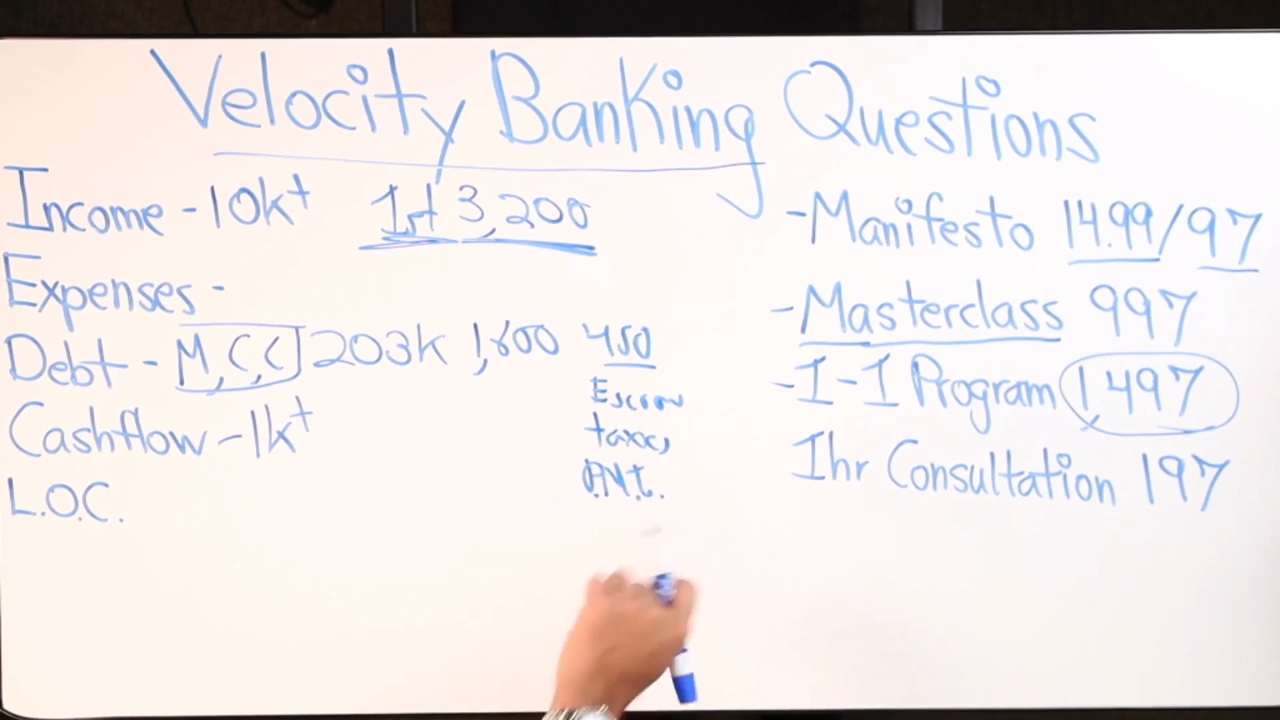 Velocity Banking Questions
Income - 10k+ 1st 3,200
Expenses -
Debt - M, C, C 203k 1,600 450
Escrow
taxes,
P.M.I.
Cashflow - 1k+
L.O.C.
- Manifesto 14.99/97
- Masterclass 997
- 1-1 Program 1,497
1hr Consultation 197